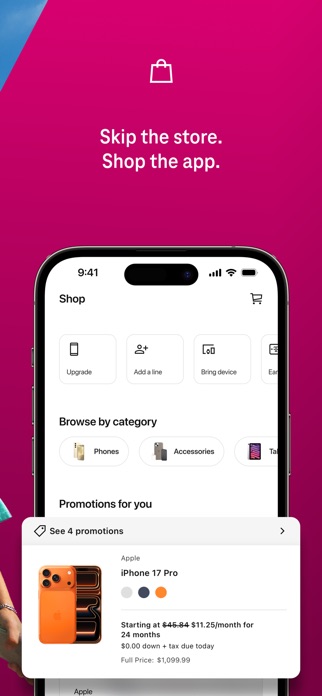 Skip the store.
Shop the app.
9:41
Shop
Upgrade
Add a line
Bring device
Browse by category
Phones
Accessories
Promotions for you
See 4 promotions
Apple
iPhone 17 Pro
Starting at $45.84 $11.25/month for
24 months
$0.00 down + tax due today
Full Price: $1,099.99
Apple